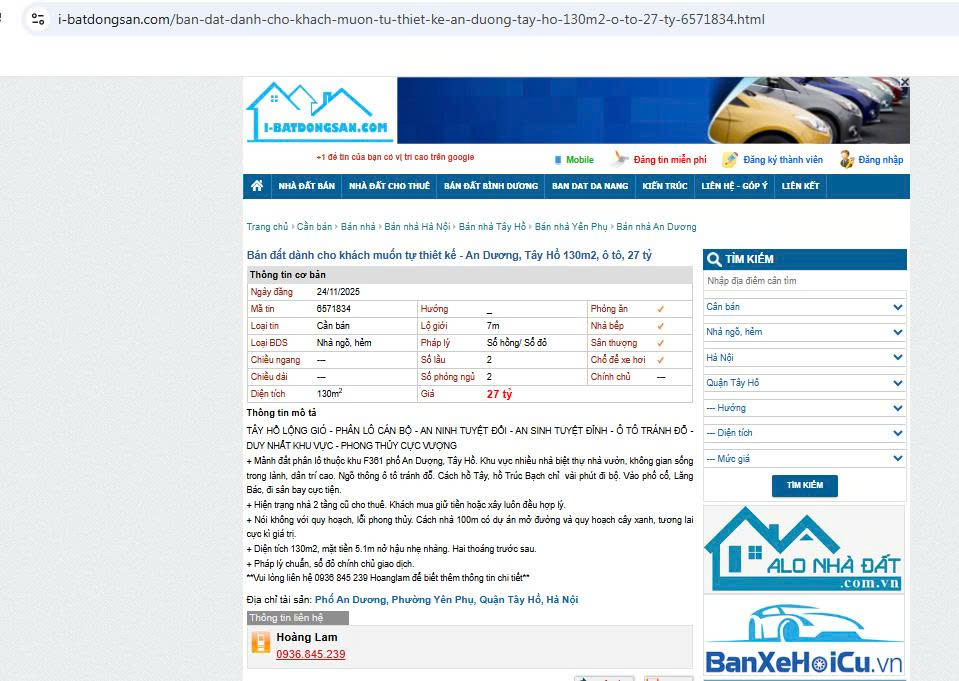 i-batdongsan.com/ban-dat-danh-cho-khach-muon-tu-thiet-ke-an-duong-tay-ho-130m2-o-to-27-ty-6571834.html
I-BATDONGSAN.COM
+1 để tin của bạn có vị trí cao trên google
Mobile
Đăng tin miễn phí
Đăng ký thành viên
Đăng nhập
NHÀ ĐẤT BÁN
NHÀ ĐẤT CHO THUÊ
BÁN ĐẤT BÌNH DƯƠNG
BAN DAT DA NANG
KIẾN TRÚC
LIÊN HỆ - GÓP Ý
LIÊN KẾT
Trang chủ › Cần bán › Bán nhà › Bán nhà Hà Nội › Bán nhà Tây Hồ › Bán nhà Yên Phụ › Bán nhà An Dương
Bán đất dành cho khách muốn tự thiết kế - An Dương, Tây Hồ 130m2, ô tô, 27 tỷ
Thông tin cơ bản
Ngày đăng 24/11/2025
Mã tin 6571834 Hướng _ Phòng ăn ✓
Loại tin Cần bán Lộ giới 7m Nhà bếp ✓
Loại BDS Nhà ngõ, hẻm Pháp lý Sổ hồng/ Sổ đỏ Sân thượng ✓
Chiều ngang --- Số lầu 2 Chổ để xe hơi ✓
Chiều dài --- Số phòng ngủ 2 Chính chủ ---
Diện tích 130m2 Giá 27 tỷ
Thông tin mô tả
TÂY HỒ LỘNG GIÓ - PHÂN LÔ CÁN BỘ - AN NINH TUYỆT ĐỐI - AN SINH TUYỆT ĐỈNH - Ô TÔ TRÁNH ĐỖ -
DUY NHẤT KHU VỰC - PHONG THỦY CỰC VƯỢNG
+ Mảnh đất phân lô thuộc khu F361 phố An Dương, Tây Hồ. Khu vực nhiều nhà biệt thự nhà vườn, không gian sống
trong lành, dân trí cao. Ngõ thông ô tô tránh đỗ. Cách hồ Tây, hồ Trúc Bạch chỉ vài phút đi bộ. Vào phố cổ, Lăng
Bác, đi sân bay cực tiện.
+ Hiện trạng nhà 2 tầng cũ cho thuê. Khách mua giữ tiền hoặc xây luôn đều hợp lý.
+ Nói không với quy hoạch, lỗi phong thủy. Cách nhà 100m có dự án mở đường và quy hoạch cây xanh, tương lai
cực kì giá trị.
+ Diện tích 130m2, mặt tiền 5.1m nở hậu nhẹ nhàng. Hai thoáng trước sau.
+ Pháp lý chuẩn, sổ đỏ chính chủ giao dịch.
**Vui lòng liên hệ 0936 845 239 Hoanglam để biết thêm thông tin chi tiết**
Địa chỉ tài sản: Phố An Dương, Phường Yên Phụ, Quận Tây Hồ, Hà Nội
Thông tin liên hệ
Hoàng Lam
0936.845.239
TÌM KIẾM
Nhập địa điểm cần tìm
Cần bán
Nhà ngõ, hẻm
Hà Nội
Quận Tây Hồ
--- Hướng
--- Diện tích
--- Mức giá
TÌM KIẾM
ALO NHÀ ĐẤT
.com.vn
BanXeHoiCu.vn